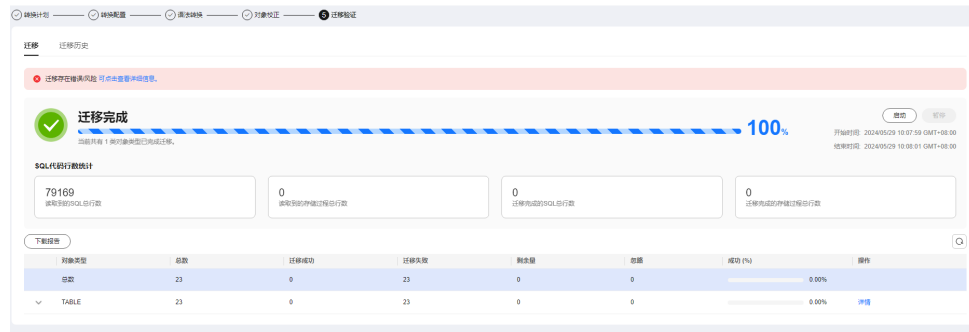 转换计划 转换配置 语法转换 对象校正 5 迁移验证
迁移 迁移历史
迁移存在错误/风险 可点击查看详细信息。
迁移完成
当前共有 1 类对象类型已完成迁移。
100%
启动 暂停
开始时间 2024/05/29 10:07:59 GMT+08:00
结束时间 2024/05/29 10:08:01 GMT+08:00
SQL代码行数统计
79169 0 0 0
读取到的SQL总行数 读取到的存储过程总行数 迁移完成的SQL总行数 迁移完成的存储过程总行数
下载报告
对象类型 总数 迁移成功 迁移失败 剩余量 忽略 成功 (%) 操作
总数 23 0 23 0 0 0.00%
TABLE 23 0 23 0 0 0.00% 详情